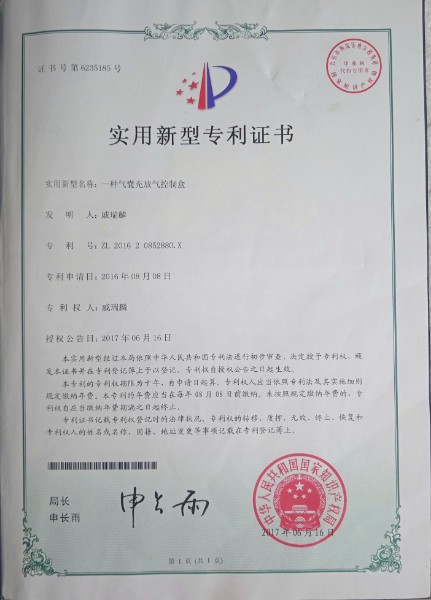 证书号第6235185号
实用新型专利证书
实用新型名称：一种气囊充放气控制盒
发 明 人：戚瑞麟
专 利 号：ZL 2016 2 0852880.X
专利申请日：2016年08月08日
专 利 权 人：戚瑞麟
授权公告日：2017年06月16日
本实用新型经过本局依照中华人民共和国专利法进行初步审查，决定授予专利权，颁
发本证书并在专利登记簿上予以登记。专利权自授权公告之日起生效。
本专利的专利权期限为十年，自申请日起算。专利权人应当依照专利法及其实施细则
规定缴纳年费。本专利的年费应当在每年08月08日前缴纳。未按照规定缴纳年费的，专
利权自应当缴纳年费期满之日起终止。
专利证书记载专利权登记时的法律状况。专利权的转移、质押、无效、终止、恢复和
专利权人的姓名或名称、国籍、地址变更等事项记载在专利登记簿上。
局长
申长雨
申长雨
中华人民共和国国家知识产权局
2017年06月16日
第1页（共1页）